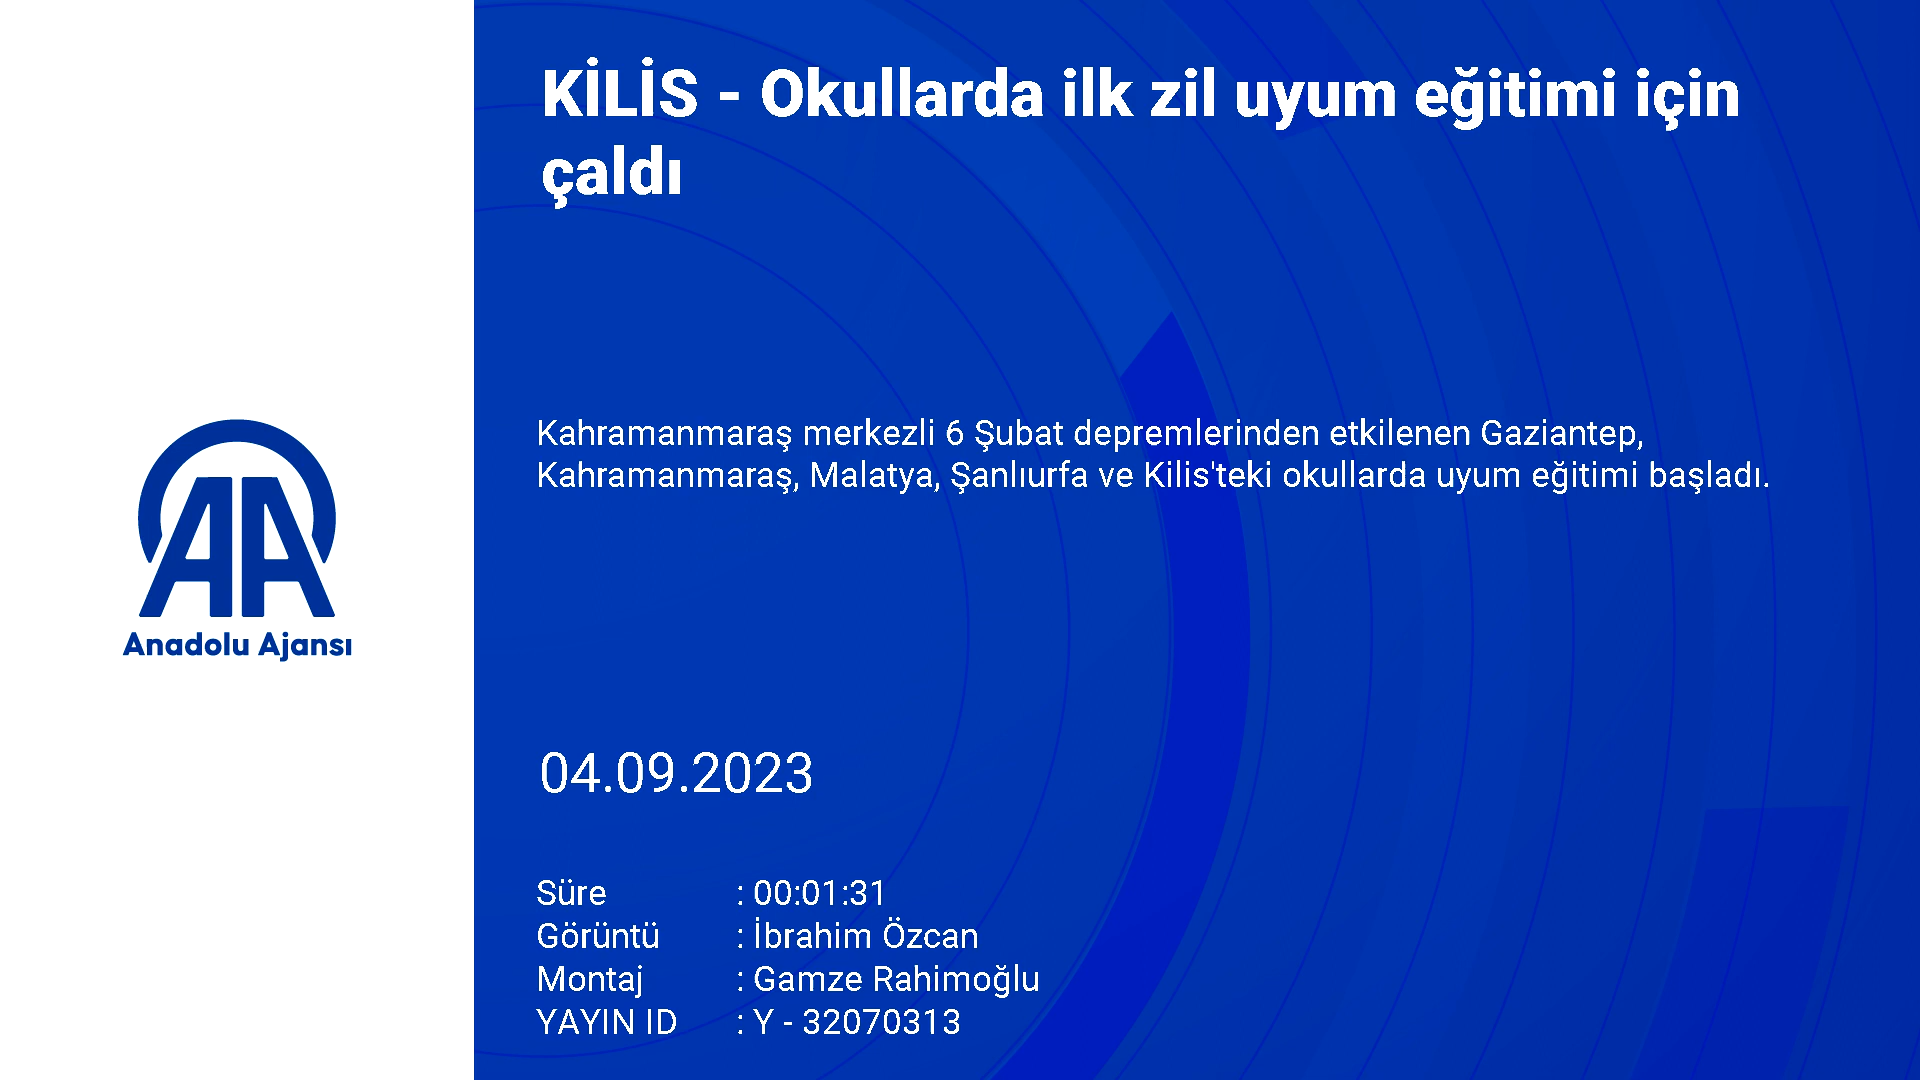 KİLİS - Okullarda ilk zil uyum eğitimi için
çaldı
Kahramanmaraş merkezli 6 Şubat depremlerinden etkilenen Gaziantep,
Kahramanmaraş, Malatya, Şanlıurfa ve Kilis'teki okullarda uyum eğitimi başladı.
AA
Anadolu Ajansı
04.09.2023
Süre : 00:01:31
Görüntü : İbrahim Özcan
Montaj : Gamze Rahimoğlu
YAYIN ID : Y - 32070313